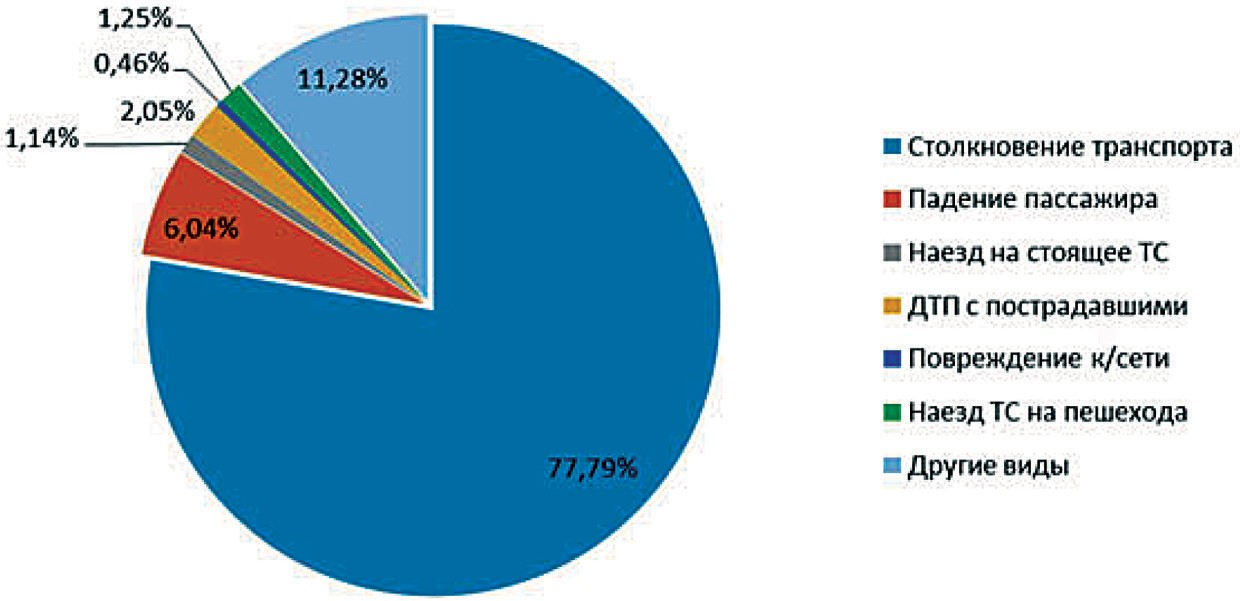 1,25%
0,46%
11,28%
2,05%
1,14%
6,04%
77,79%
Столкновение транспорта
Падение пассажира
Наезд на стоящее ТС
ДТП с пострадавшими
Повреждение к/сети
Наезд ТС на пешехода
Другие виды